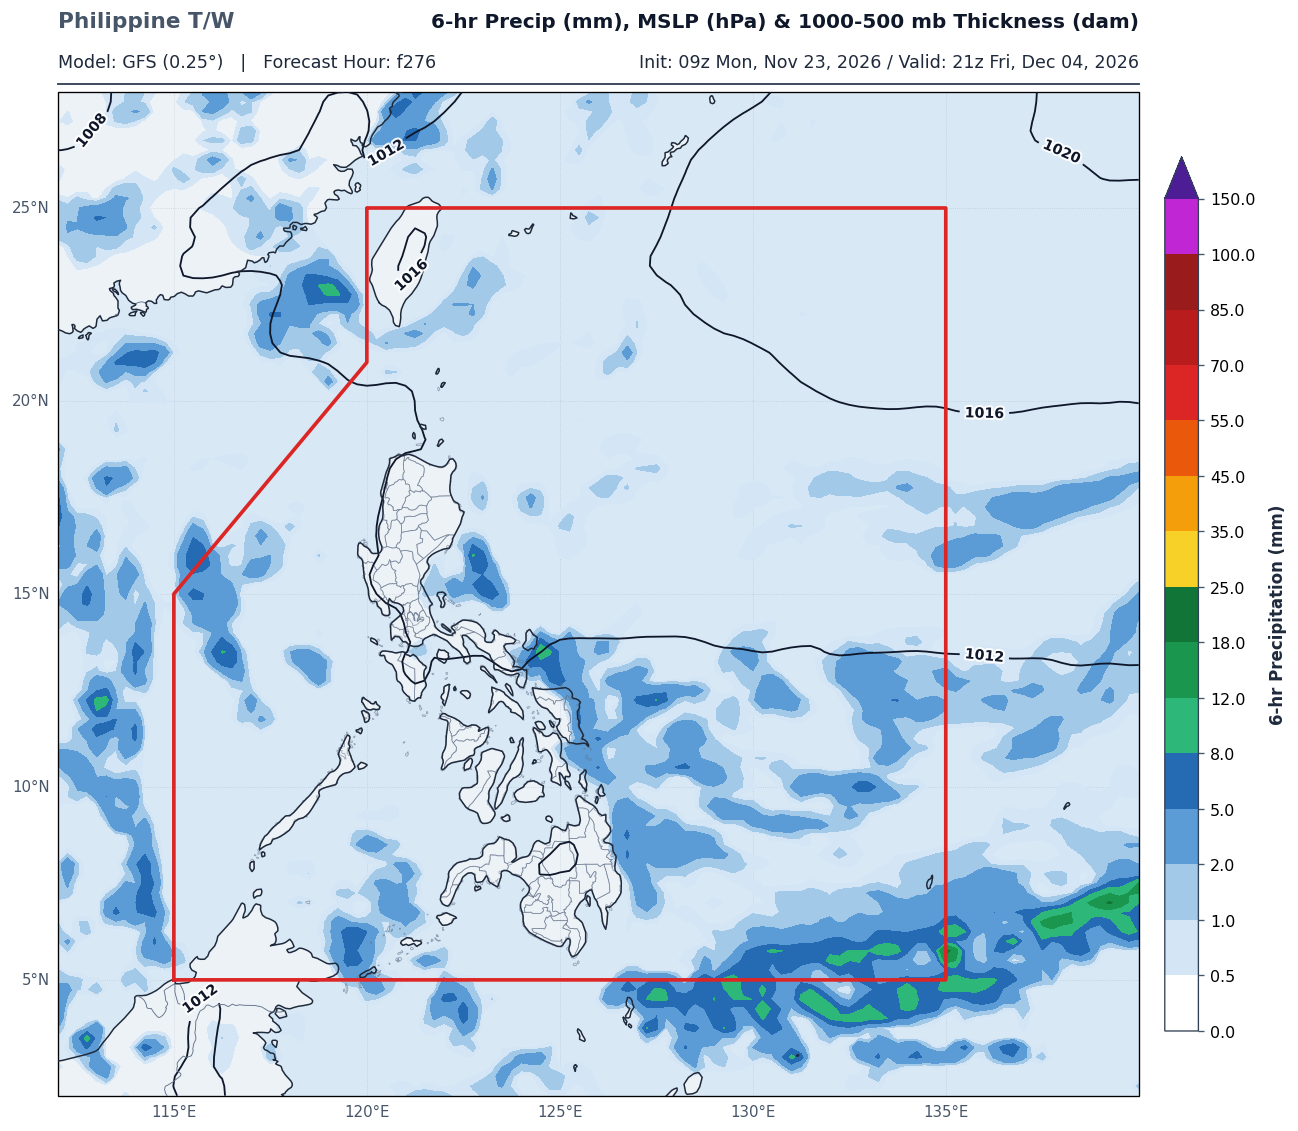 Philippine T/W
6-hr Precip (mm), MSLP (hPa) & 1000-500 mb Thickness (dam)
Model: GFS (0.25°) | Forecast Hour: f276
Init: 09z Mon, Nov 23, 2026 / Valid: 21z Fri, Dec 04, 2026
1008
1012
1020
1016
1016
1012
1012
25°N
20°N
15°N
10°N
5°N
115°E
120°E
125°E
130°E
135°E
150.0
100.0
85.0
70.0
55.0
45.0
35.0
25.0
18.0
12.0
8.0
5.0
2.0
1.0
0.5
0.0
6-hr Precipitation (mm)